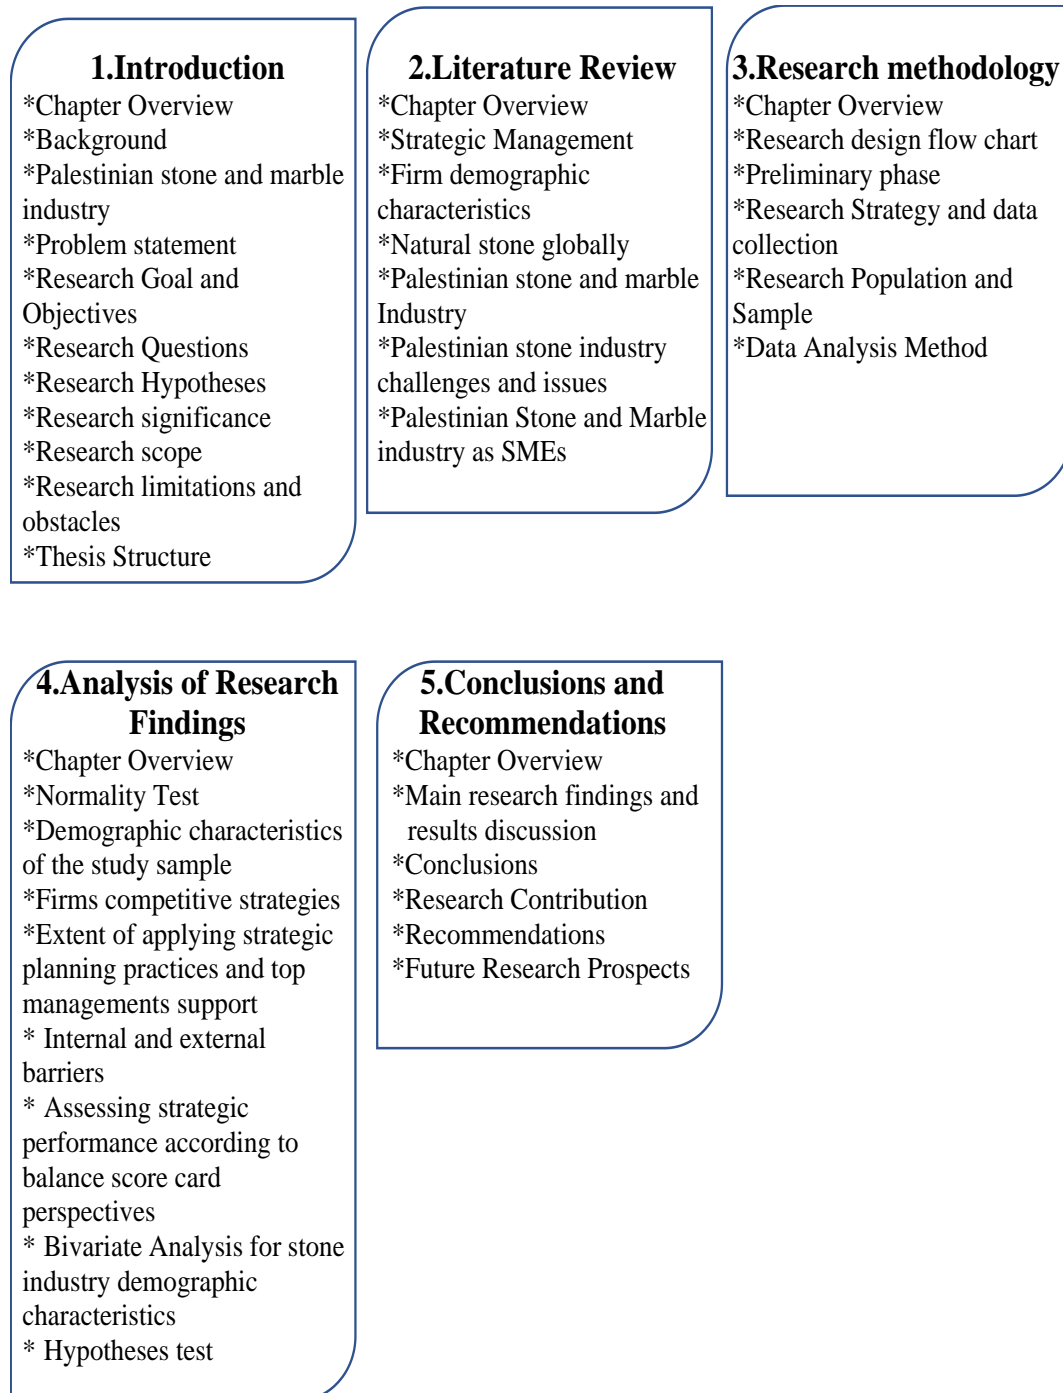 1.Introduction
*Chapter Overview
*Background
*Palestinian stone and marble
industry
*Problem statement
*Research Goal and
Objectives
*Research Questions
*Research Hypotheses
*Research significance
*Research scope
*Research limitations and
obstacles
*Thesis Structure
2.Literature Review
*Chapter Overview
*Strategic Management
*Firm demographic
characteristics
*Natural stone globally
*Palestinian stone and marble
Industry
*Palestinian stone industry
challenges and issues
*Palestinian Stone and Marble
industry as SMEs
3.Research methodology
*Chapter Overview
*Research design flow chart
*Preliminary phase
*Research Strategy and data
collection
*Research Population and
Sample
*Data Analysis Method
4.Analysis of Research
Findings
*Chapter Overview
*Normality Test
*Demographic characteristics
of the study sample
*Firms competitive strategies
*Extent of applying strategic
planning practices and top
managements support
* Internal and external
barriers
* Assessing strategic
performance according to
balance score card
perspectives
* Bivariate Analysis for stone
industry demographic
characteristics
* Hypotheses test
5.Conclusions and
Recommendations
*Chapter Overview
*Main research findings and
results discussion
*Conclusions
*Research Contribution
*Recommendations
*Future Research Prospects